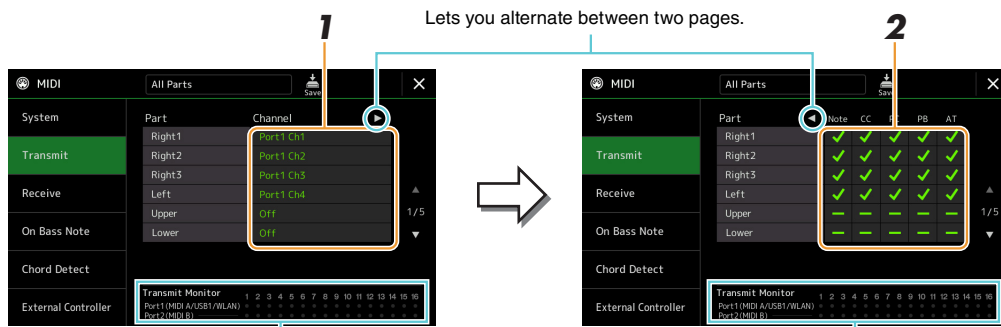 Lets you alternate between two pages.
1
2
MIDI
All Parts
Save
System
Transmit
Receive
On Bass Note
Chord Detect
External Controller
Part Channel
Right1 Port1 Ch1
Right2 Port1 Ch2
Right3 Port1 Ch3
Left Port1 Ch4
Upper Off
Lower Off
1/5
Transmit Monitor 1 2 3 4 5 6 7 8 9 10 11 12 13 14 15 16
Port1(MIDI A/USB1/WLAN)
Port2(MIDI B)
MIDI
All Parts
Save
System
Transmit
Receive
On Bass Note
Chord Detect
External Controller
Part Note CC PC PB AT
Right1
Right2
Right3
Left
Upper
Lower
1/5
Transmit Monitor 1 2 3 4 5 6 7 8 9 10 11 12 13 14 15 16
Port1(MIDI A/USB1/WLAN)
Port2(MIDI B)